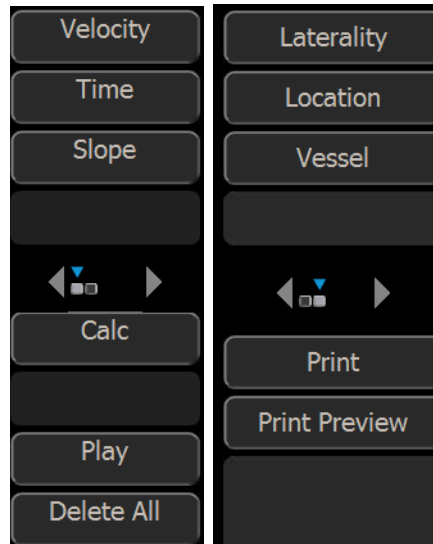 Velocity
Time
Slope
Calc
Play
Delete All
Laterality
Location
Vessel
Print
Print Preview